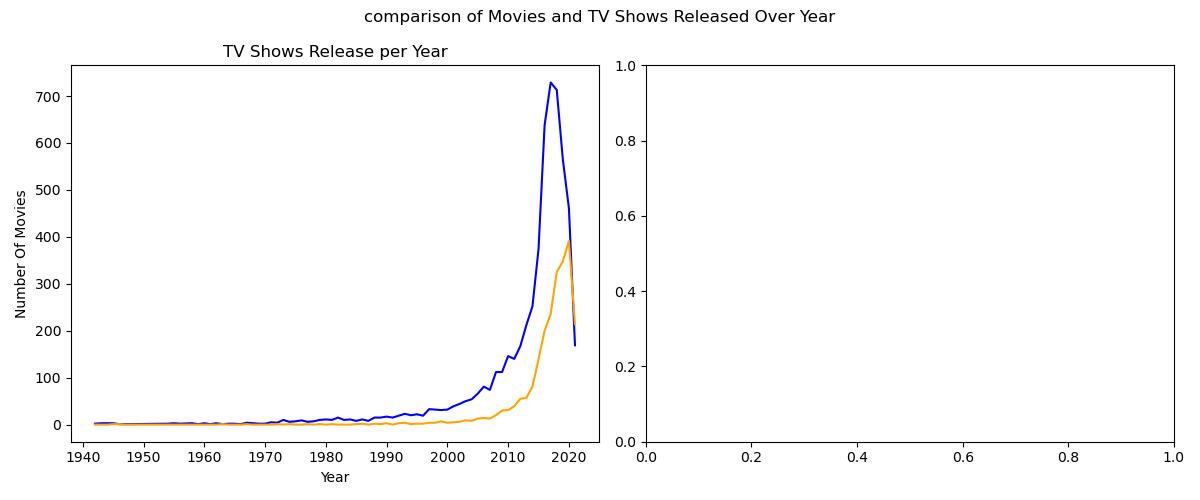 comparison of Movies and TV Shows Released Over Year
TV Shows Release per Year
Number Of Movies
700
600
500
400
300
200
100
0
1940 1950 1960 1970 1980 1990 2000 2010 2020
Year
1.0
0.8
0.6
0.4
0.2
0.0
0.0 0.2 0.4 0.6 0.8 1.0